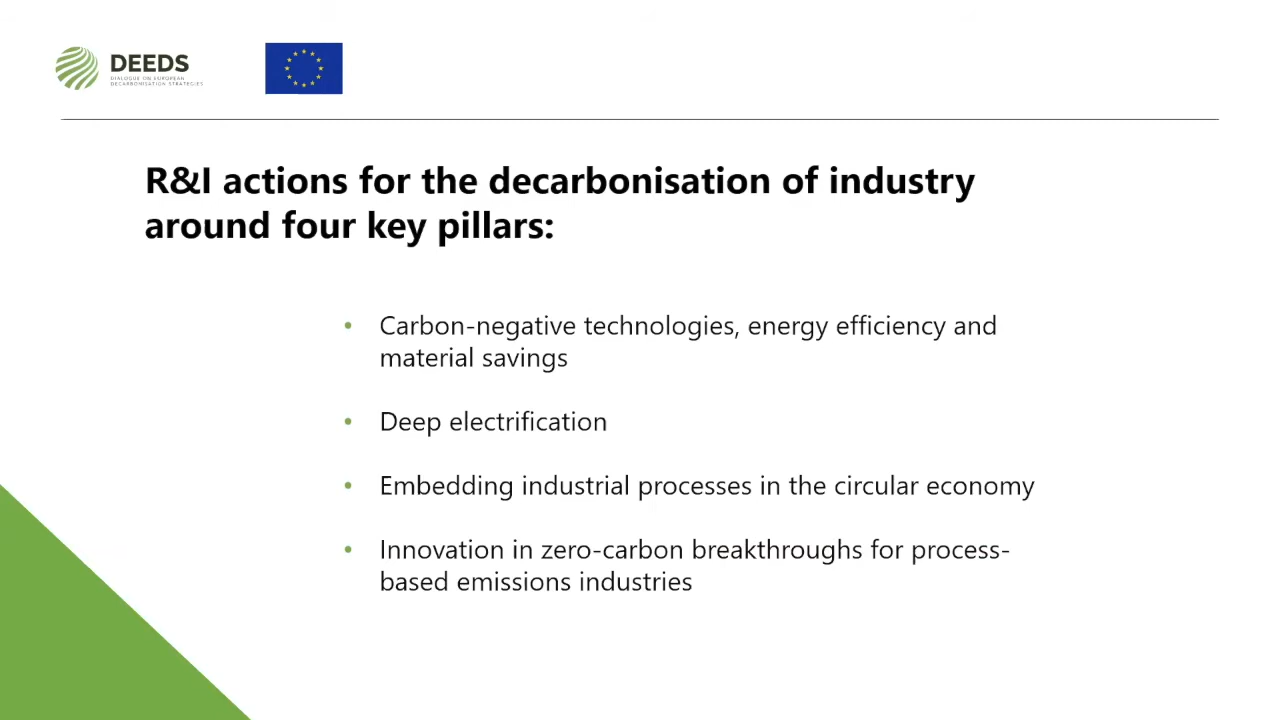 DEEDS
DIALOGUE ON EUROPEAN
DECARBONISATION STRATEGIES
R&I actions for the decarbonisation of industry
around four key pillars:
• Carbon-negative technologies, energy efficiency and
material savings
• Deep electrification
• Embedding industrial processes in the circular economy
• Innovation in zero-carbon breakthroughs for process-
based emissions industries